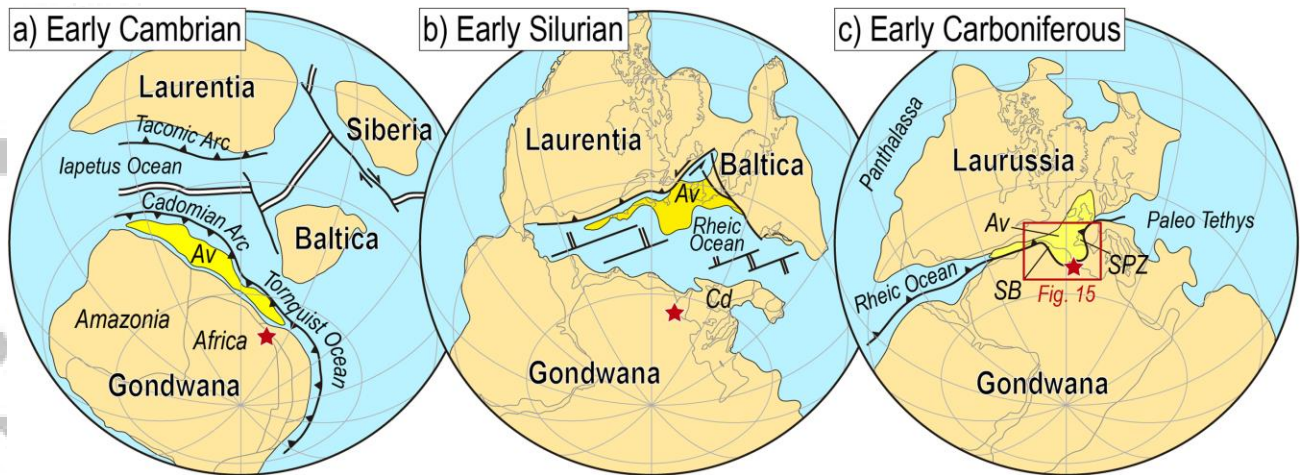 a) Early Cambrian
Laurentia
Siberia
Taconic Arc
Iapetus Ocean
Cadomian Arc
Baltica
Av
Tornquist Ocean
Amazonia
Africa
Gondwana
b) Early Silurian
Laurentia
Baltica
Av
Rheic
Ocean
Cd
Gondwana
c) Early Carboniferous
Panthalassa
Laurussia
Av
Paleo Tethys
Rheic Ocean
SPZ
SB
Fig. 15
Gondwana